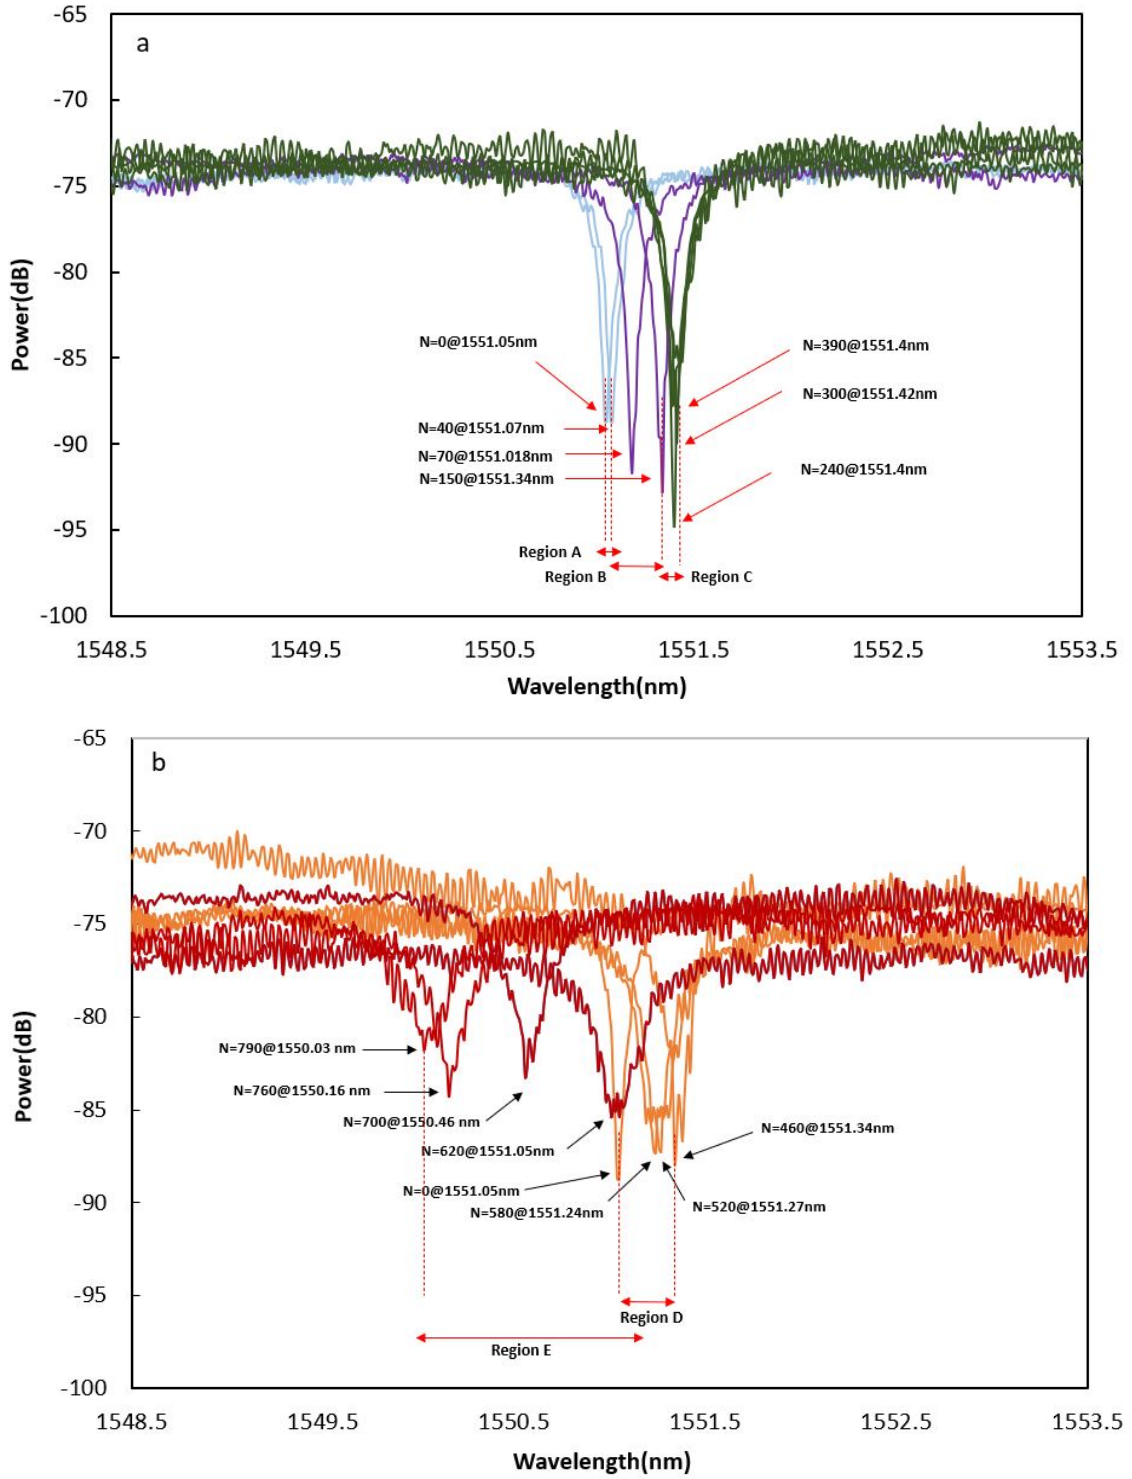 a
-65
-70
-75
-80
-85
-90
-95
-100
Power(dB)
N=0@1551.05nm
N=40@1551.07nm
N=70@1551.018nm
N=150@1551.34nm
N=390@1551.4nm
N=300@1551.42nm
N=240@1551.4nm
Region A
Region B
Region C
1548.5 1549.5 1550.5 1551.5 1552.5 1553.5
Wavelength(nm)
b
-65
-70
-75
-80
-85
-90
-95
-100
Power(dB)
N=790@1550.03 nm
N=760@1550.16 nm
N=700@1550.46 nm
N=620@1551.05nm
N=0@1551.05nm
N=580@1551.24nm
N=460@1551.34nm
N=520@1551.27nm
Region D
Region E
1548.5 1549.5 1550.5 1551.5 1552.5 1553.5
Wavelength(nm)